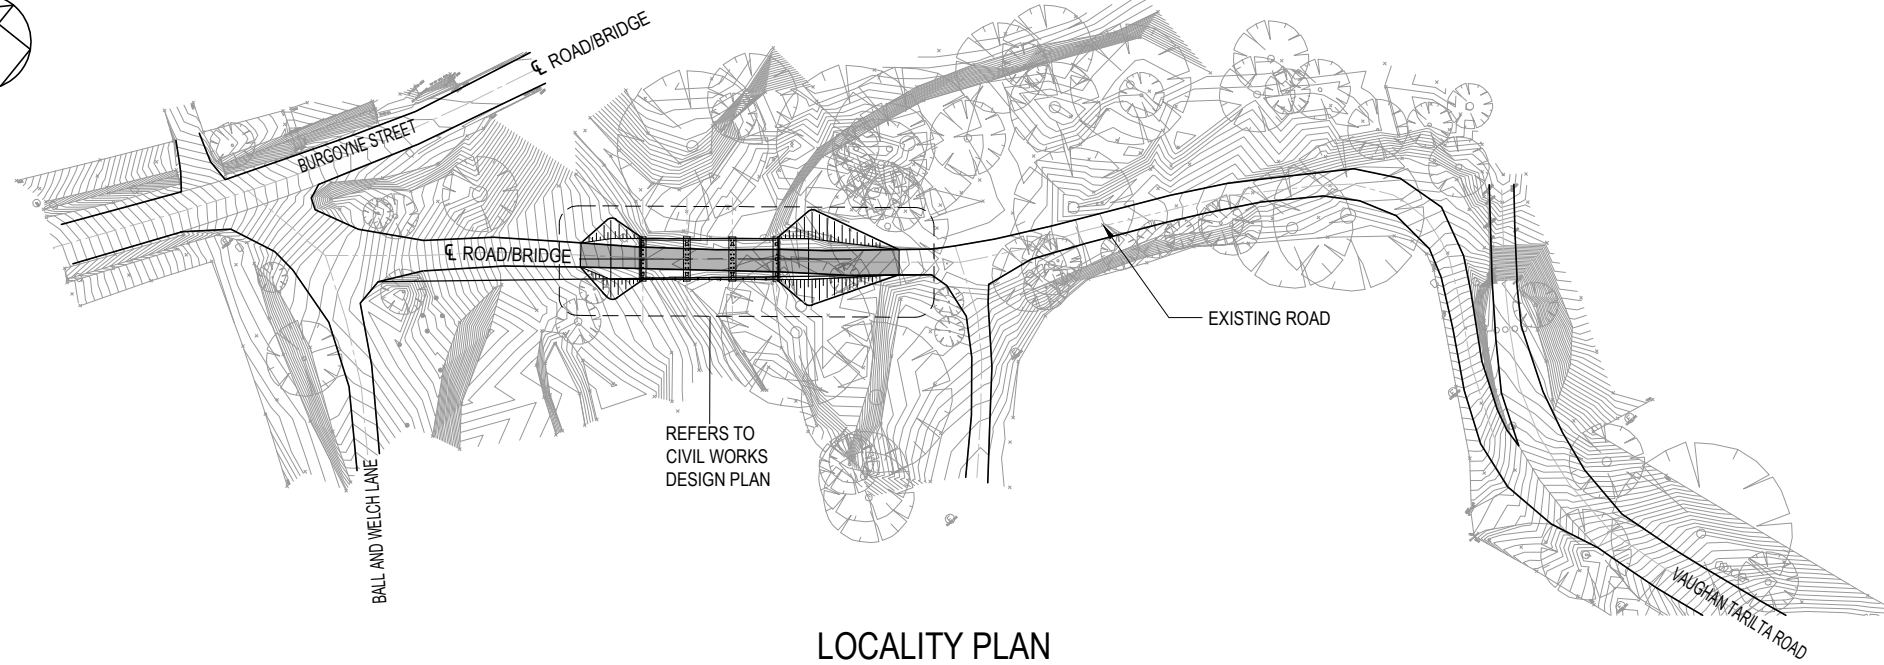 ℄ ROAD/BRIDGE
BURGOYNE STREET
℄ ROAD/BRIDGE
EXISTING ROAD
REFERS TO
CIVIL WORKS
DESIGN PLAN
BALL AND WELCH LANE
VAUGHAN TARILTA ROAD
LOCALITY PLAN